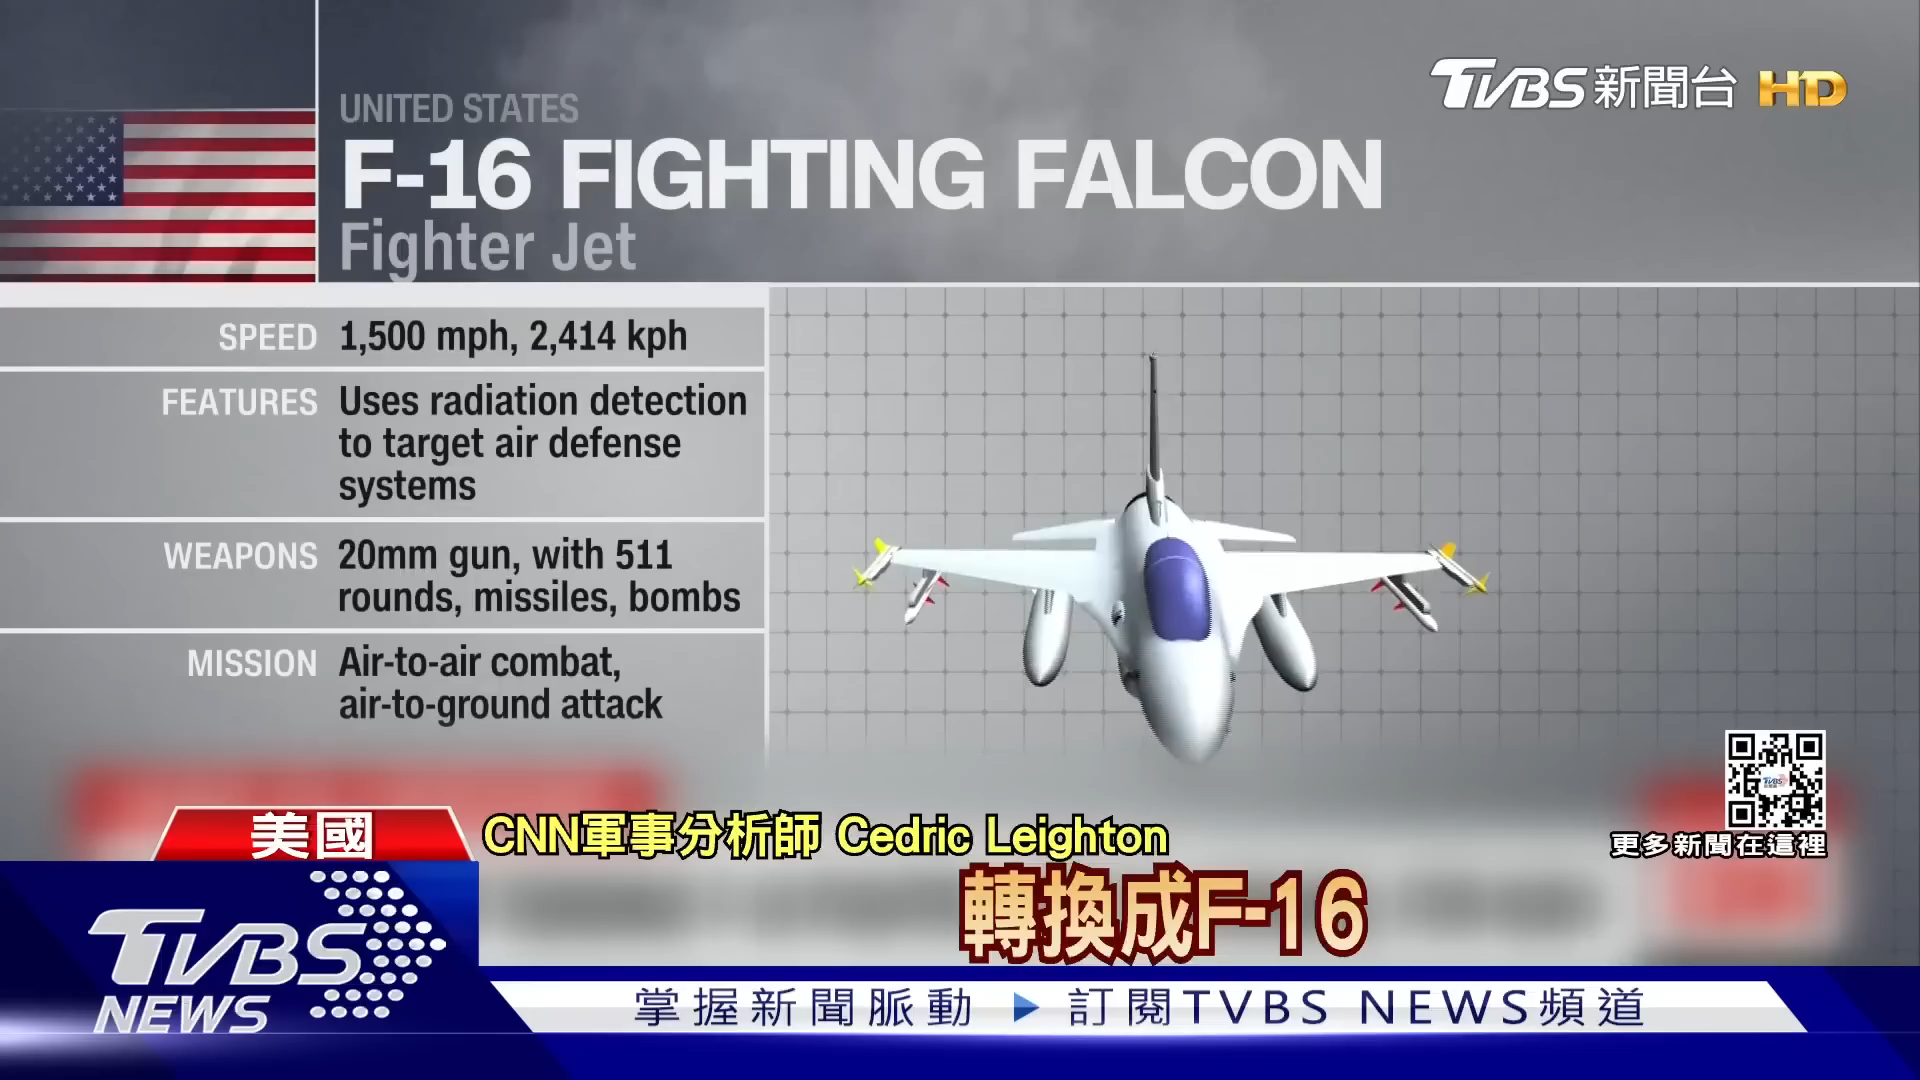 TVBS新聞台 HD
UNITED STATES
F-16 FIGHTING FALCON
Fighter Jet
SPEED 1,500 mph, 2,414 kph
FEATURES Uses radiation detection
to target air defense
systems
WEAPONS 20mm gun, with 511
rounds, missiles, bombs
MISSION Air-to-air combat,
air-to-ground attack
TVBS
更多新聞在這裡
美國 CNN軍事分析師 Cedric Leighton
轉換成F-16
TVBS
NEWS
掌握新聞脈動 ▶ 訂閱TVBS NEWS頻道